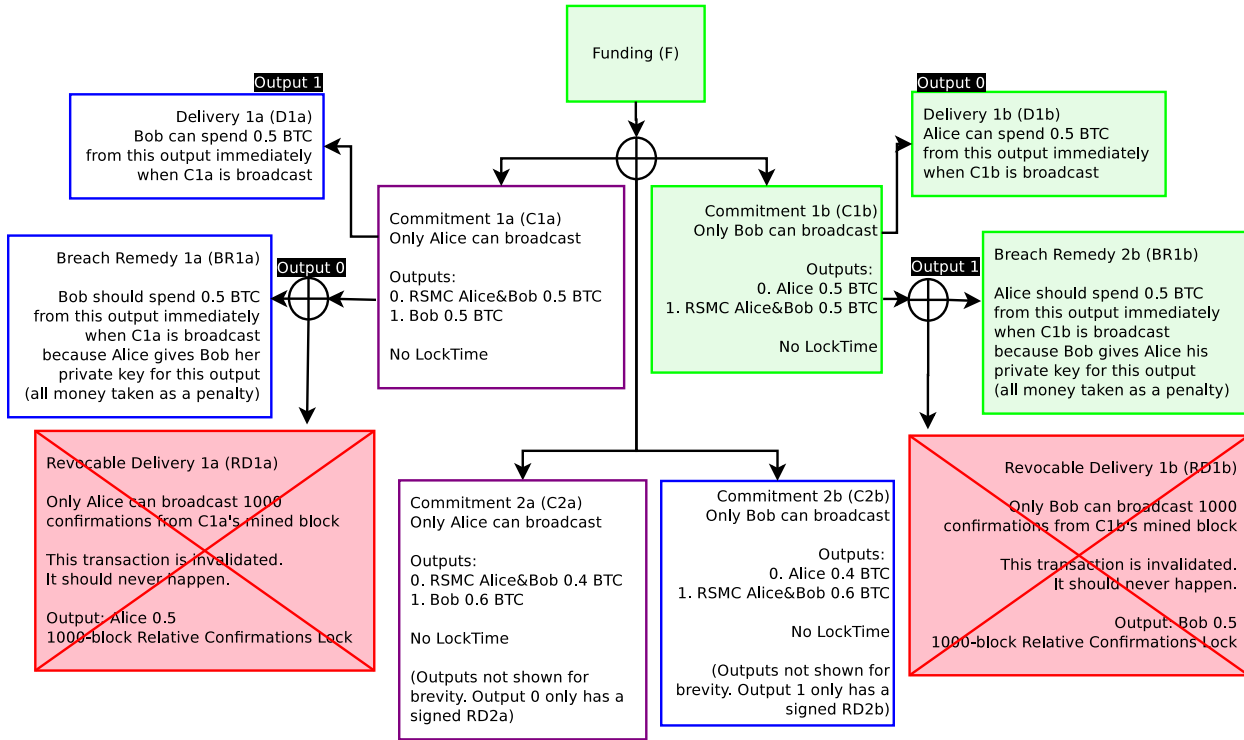 Funding (F)
Output 1
Delivery 1a (D1a)
Bob can spend 0.5 BTC
from this output immediately
when C1a is broadcast
Output 0
Delivery 1b (D1b)
Alice can spend 0.5 BTC
from this output immediately
when C1b is broadcast
Commitment 1a (C1a)
Only Alice can broadcast
Outputs:
0. RSMC Alice&Bob 0.5 BTC
1. Bob 0.5 BTC
No LockTime
Commitment 1b (C1b)
Only Bob can broadcast
Outputs:
0. Alice 0.5 BTC
1. RSMC Alice&Bob 0.5 BTC
No LockTime
Breach Remedy 1a (BR1a)
Bob should spend 0.5 BTC
from this output immediately
when C1a is broadcast
because Alice gives Bob her
private key for this output
(all money taken as a penalty)
Output 0
Output 1
Breach Remedy 2b (BR1b)
Alice should spend 0.5 BTC
from this output immediately
when C1b is broadcast
because Bob gives Alice his
private key for this output
(all money taken as a penalty)
Revocable Delivery 1a (RD1a)
Only Alice can broadcast 1000
confirmations from C1a's mined block
This transaction is invalidated.
It should never happen.
Output: Alice 0.5
1000-block Relative Confirmations Lock
Commitment 2a (C2a)
Only Alice can broadcast
Outputs:
0. RSMC Alice&Bob 0.4 BTC
1. Bob 0.6 BTC
No LockTime
(Outputs not shown for
brevity. Output 0 only has a
signed RD2a)
Commitment 2b (C2b)
Only Bob can broadcast
Outputs:
0. Alice 0.4 BTC
1. RSMC Alice&Bob 0.6 BTC
No LockTime
(Outputs not shown for
brevity. Output 1 only has a
signed RD2b)
Revocable Delivery 1b (RD1b)
Only Bob can broadcast 1000
confirmations from C1b's mined block
This transaction is invalidated.
It should never happen.
Output: Bob 0.5
1000-block Relative Confirmations Lock